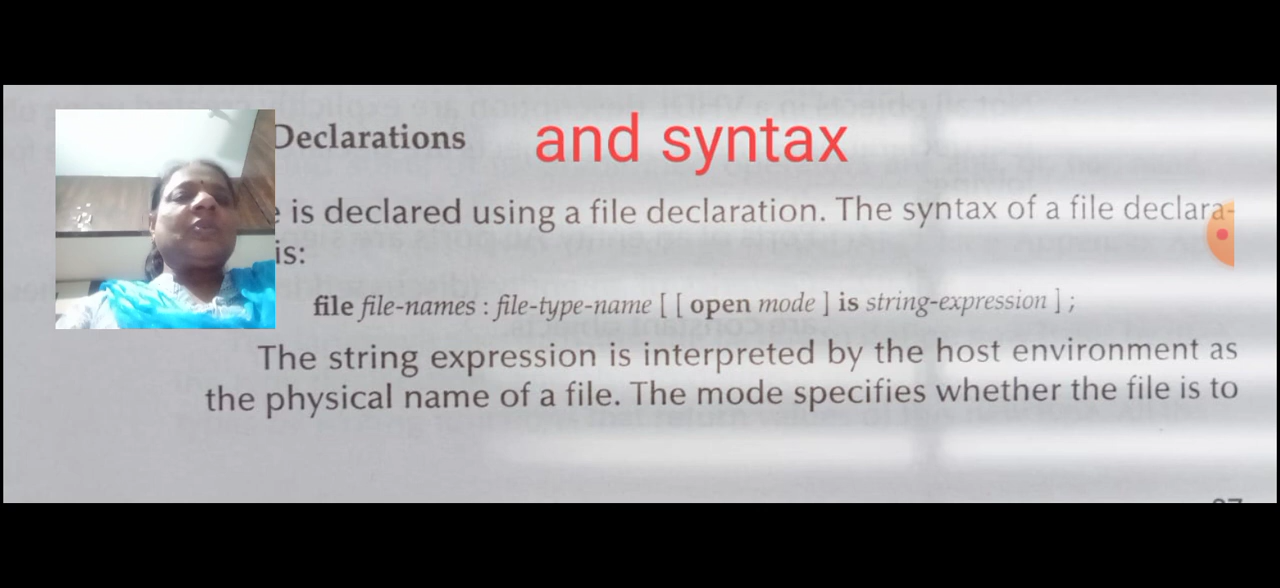 Declarations and syntax
is declared using a file declaration. The syntax of a file declara-
is:
file file-names : file-type-name [ [ open mode ] is string-expression ] ;
The string expression is interpreted by the host environment as
the physical name of a file. The mode specifies whether the file is to